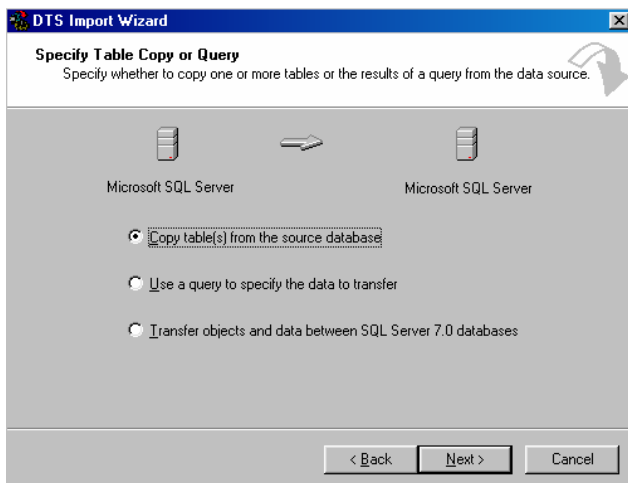 DTS Import Wizard
Specify Table Copy or Query
Specify whether to copy one or more tables or the results of a query from the data source.
Microsoft SQL Server
Microsoft SQL Server
Copy table(s) from the source database
Use a query to specify the data to transfer
Transfer objects and data between SQL Server 7.0 databases
< Back
Next >
Cancel